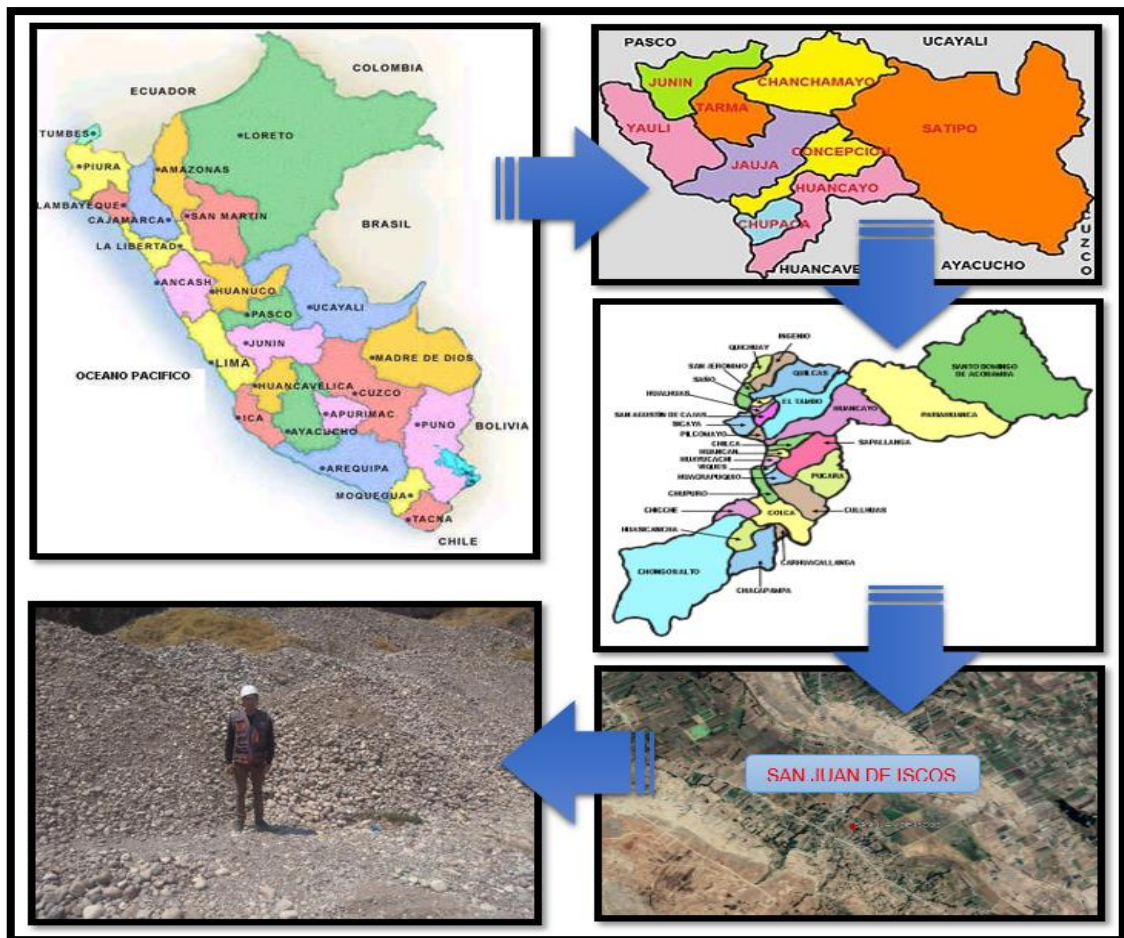 COLOMBIA
ECUADOR
TUMBES
LORETO
PIURA
AMAZONAS
LAMBAYEQUE
CAJAMARCA
SAN MARTIN
BRASIL
LA LIBERTAD
ANCASH
HUANUCO
UCAYALI
PASCO
JUNIN
LIMA
MADRE DE DIOS
OCEANO PACIFICO
HUANCAVELICA
CUZCO
ICA
APURIMAC
AYACUCHO
PUNO
BOLIVIA
AREQUIPA
MOQUEGUA
TACNA
CHILE
PASCO
UCAYALI
JUNIN
CHANCHAMAYO
TARMA
YAULI
SATIPO
CONCEPCION
JAUJA
HUANCAYO
CHUPACA
UZCO
HUANCAVE
AYACUCHO
INGENIO
QUICHUAY
SAN JERONIMO
QUILCAS
SANTO DOMINGO
DE ACOBAMBA
SAÑO
HUALHUAS
EL TAMBO
HUANCAYO
PARIAHUANCA
SAN AGUSTIN DE CAJAS
SICAYA
PILCOMAYO
CHILCA
SAPALLANGA
HUANCAN
HUAYUCACHI
VIQUES
HUACRAPUQUIO
PUCARA
CHUPURO
CHICCHE
COLCA
CULLHUAS
HUASICANCHA
CARHUACALLANGA
CHONGOS ALTO
CHACAPAMPA
SAN JUAN DE ISCOS